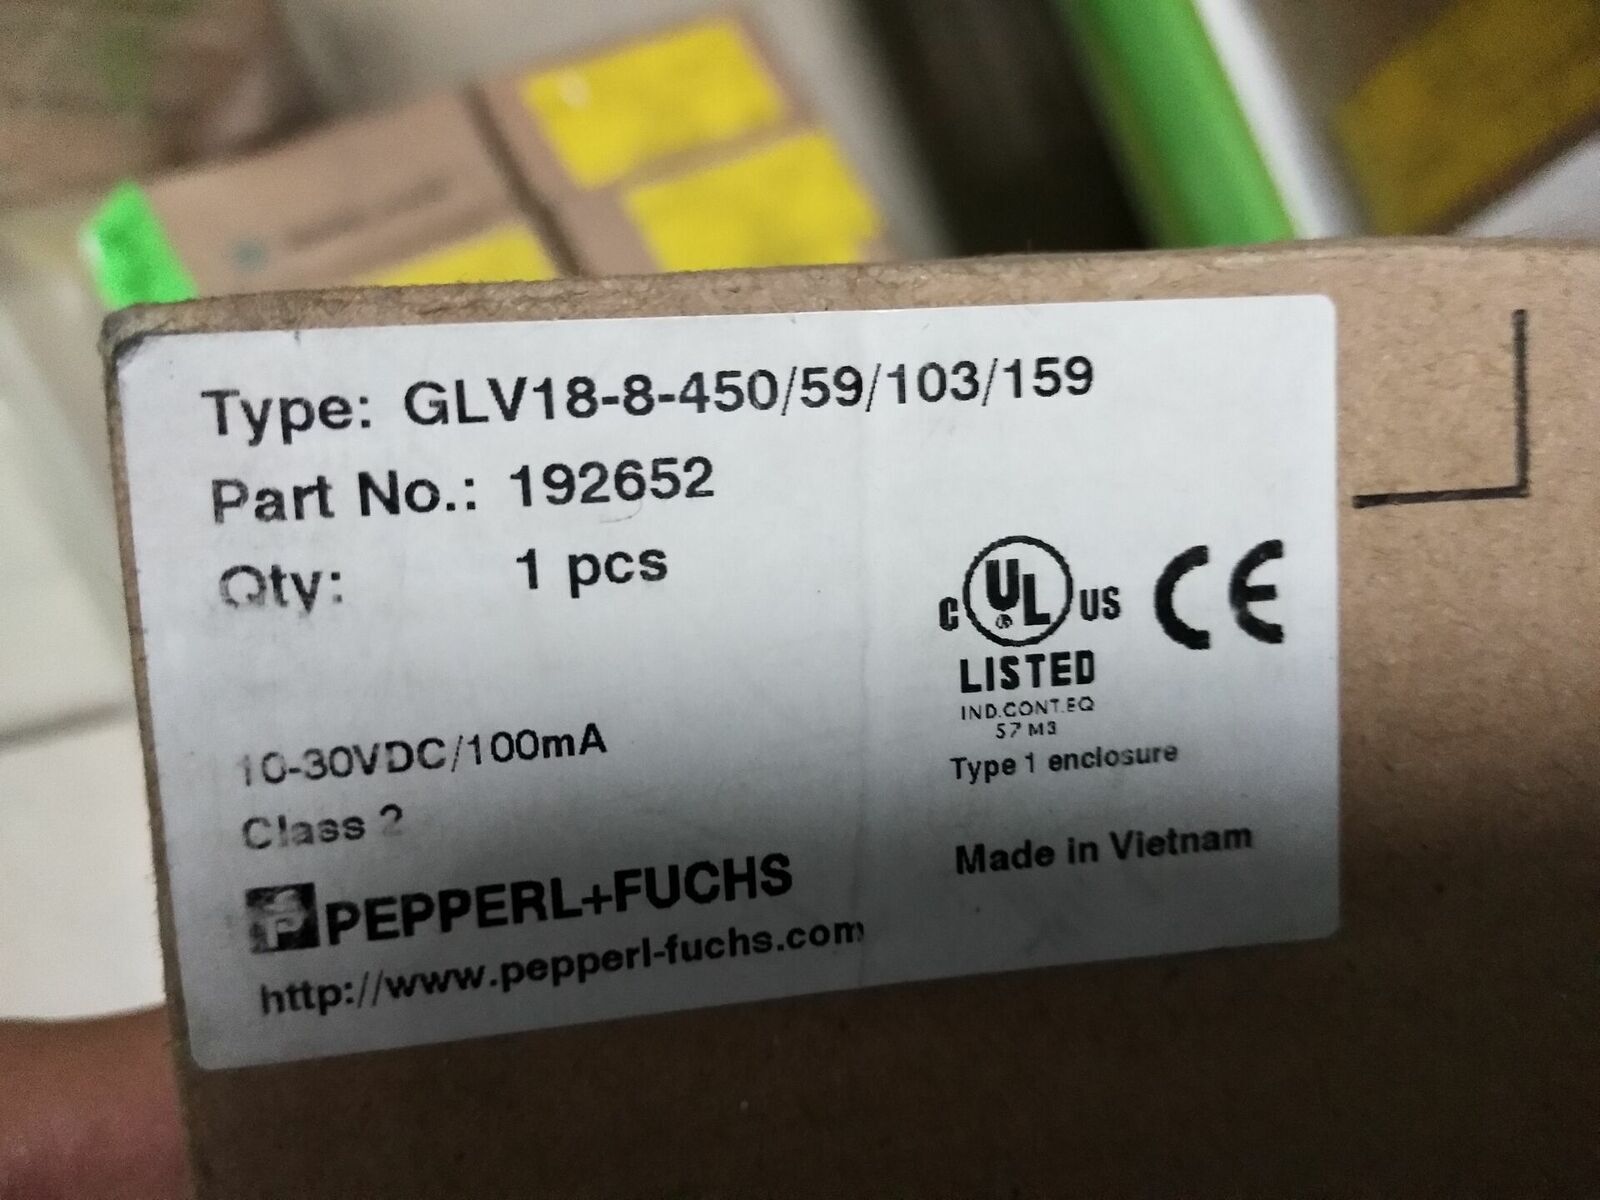 Type: GLV18-8-450/59/103/159
Part No.: 192652
Qty: 1 pcs
C UL ® US CE
LISTED
IND.CONT.EQ
57M3
10-30VDC/100mA
Type 1 enclosure
Class 2
Made in Vietnam
PEPPERL+FUCHS
http://www.pepperl-fuchs.com